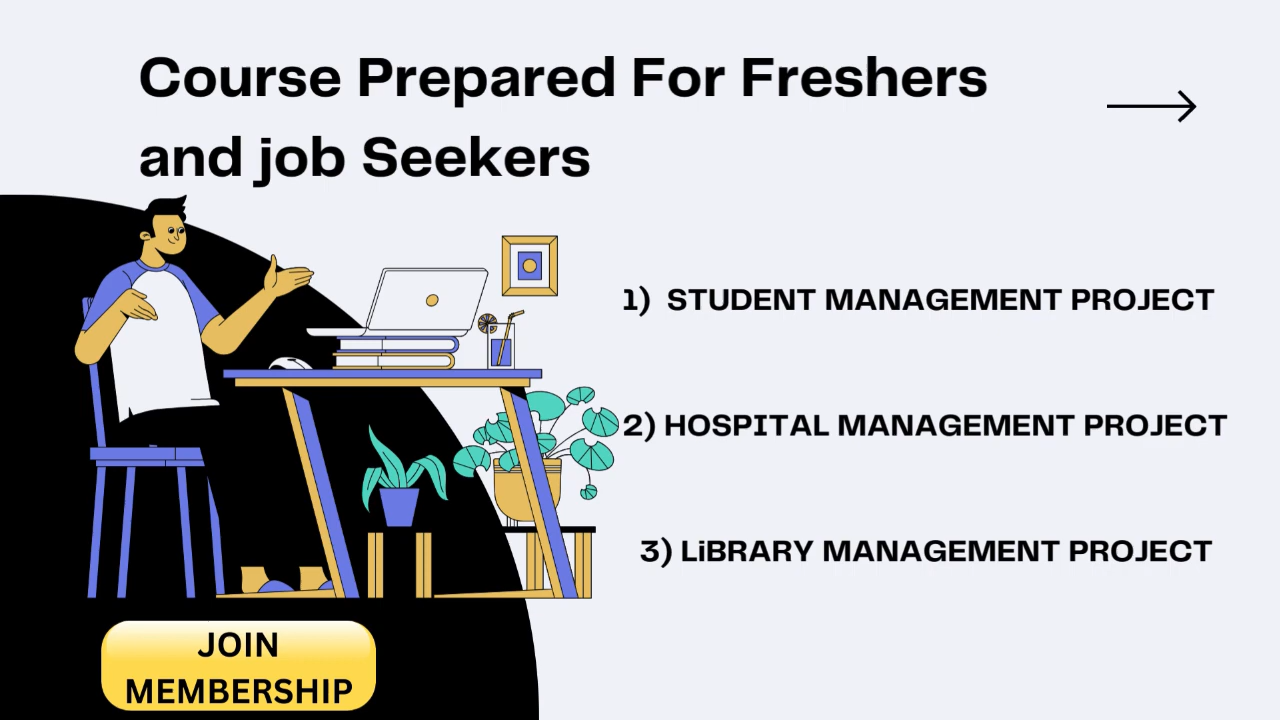 Course Prepared For Freshers
and job Seekers
1) STUDENT MANAGEMENT PROJECT
2) HOSPITAL MANAGEMENT PROJECT
3) LiBRARY MANAGEMENT PROJECT
JOIN
MEMBERSHIP